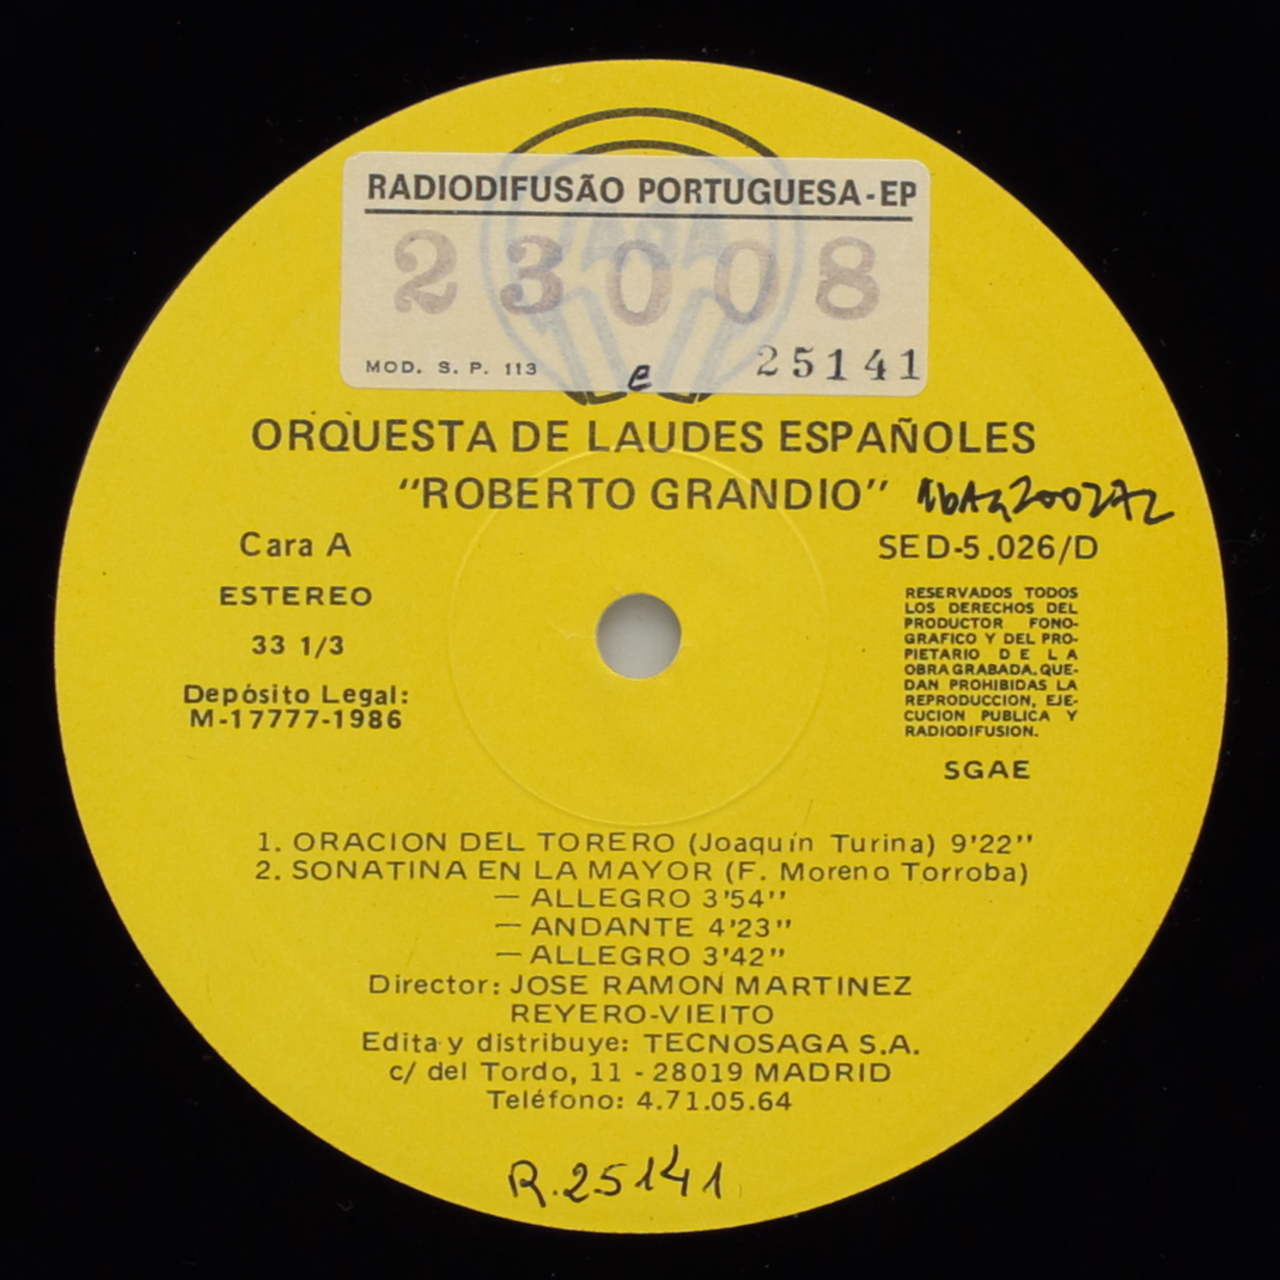 RADIODIFUSÃO PORTUGUESA-EP
23008
MOD. S. P. 113
e 25141
ORQUESTA DE LAUDES ESPAÑOLES
"ROBERTO GRANDIO"
Cara A
ESTEREO
33 1/3
Depósito Legal:
M-17777-1986
SED-5.026/D
RESERVADOS TODOS
LOS DERECHOS DEL
PRODUCTOR FONO-
GRAFICO Y DEL PRO-
PIETARIO DE LA
OBRA GRABADA. QUE-
DAN PROHIBIDAS LA
REPRODUCCION, EJE-
CUCION PUBLICA Y
RADIODIFUSION.
SGAE
1. ORACION DEL TORERO (Joaquín Turina) 9'22''
2. SONATINA EN LA MAYOR (F. Moreno Torroba)
— ALLEGRO 3'54''
— ANDANTE 4'23''
— ALLEGRO 3'42''
Director: JOSE RAMON MARTINEZ
REYERO-VIEITO
Edita y distribuye: TECNOSAGA S.A.
c/ del Tordo, 11 - 28019 MADRID
Teléfono: 4.71.05.64
R.25141